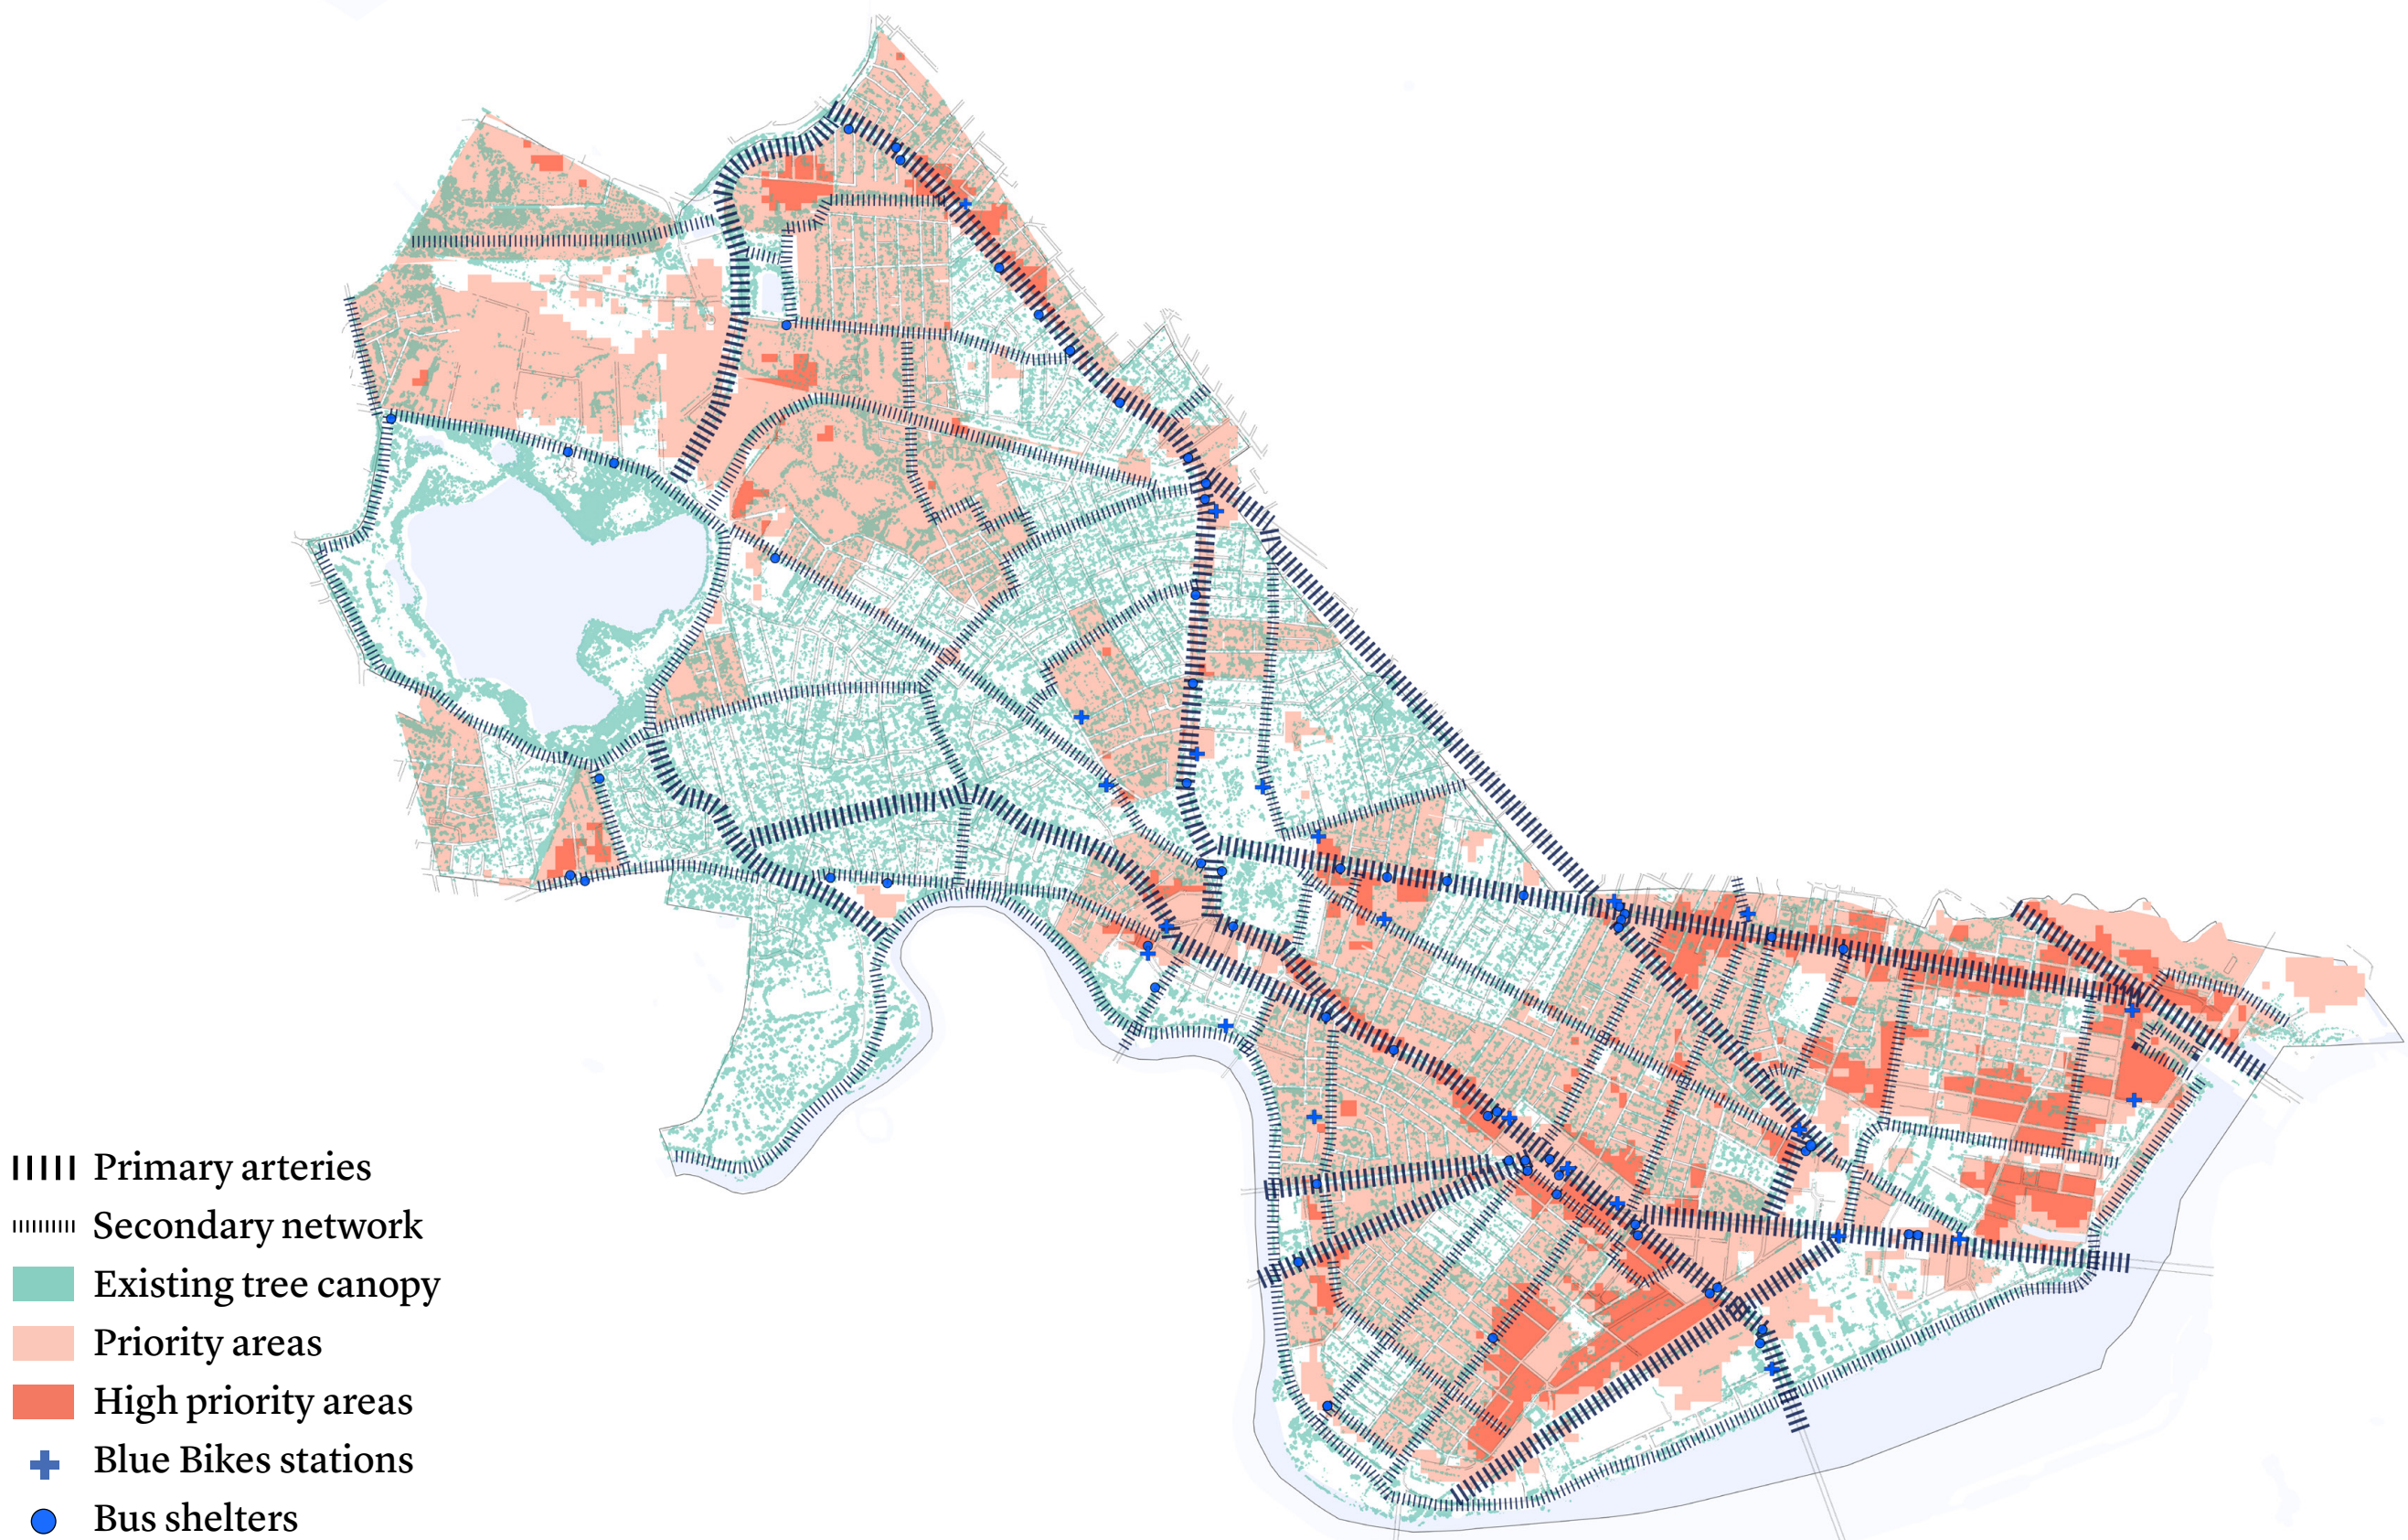 Primary arteries
Secondary network
Existing tree canopy
Priority areas
High priority areas
Blue Bikes stations
Bus shelters